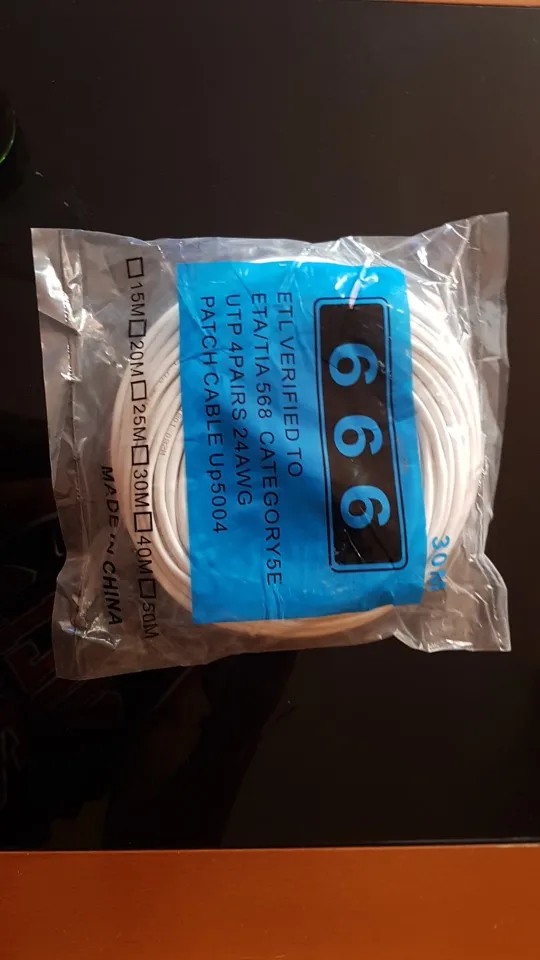 666
30M
ETL VERIFIED TO
ETA/TIA 568 CATEGORY5E
UTP 4PAIRS 24AWG
PATCH CABLE Up5004
□15M □20M □25M □30M □40M □50M
MADE IN CHINA